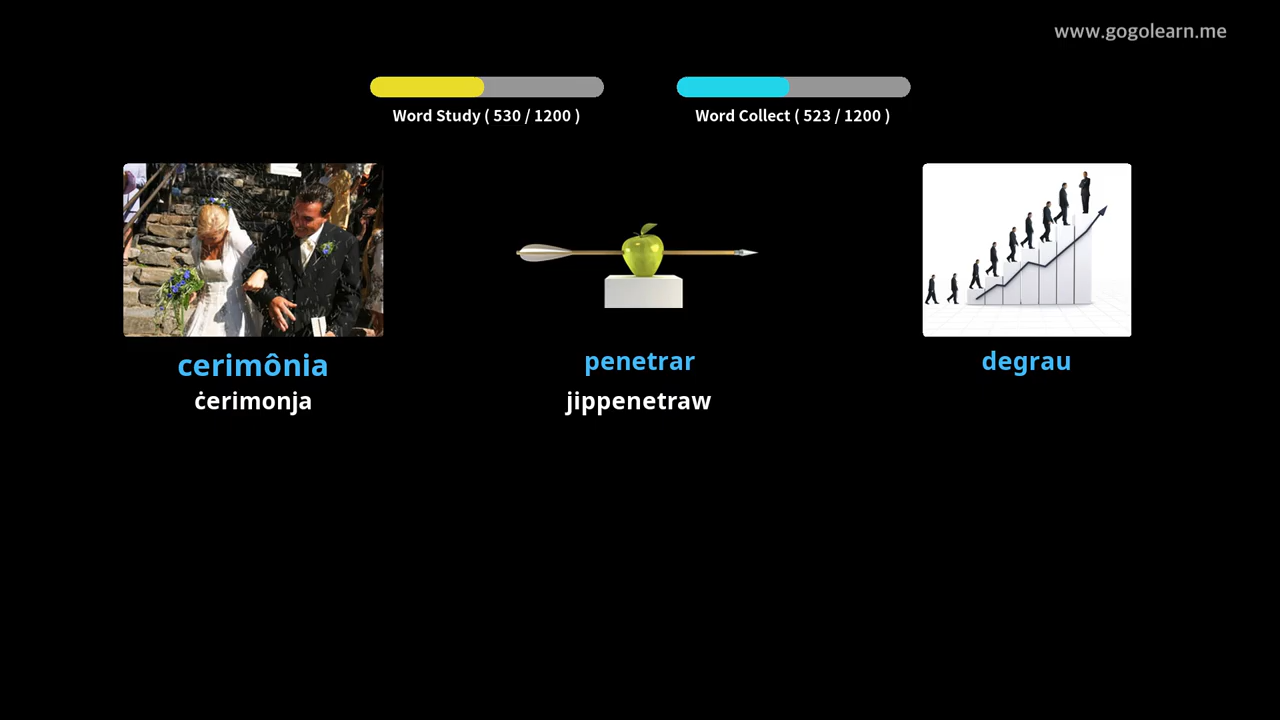 www.gogolearn.me
Word Study ( 530 / 1200 )
Word Collect ( 523 / 1200 )
cerimônia
ċerimonja
penetrar
jippenetraw
degrau